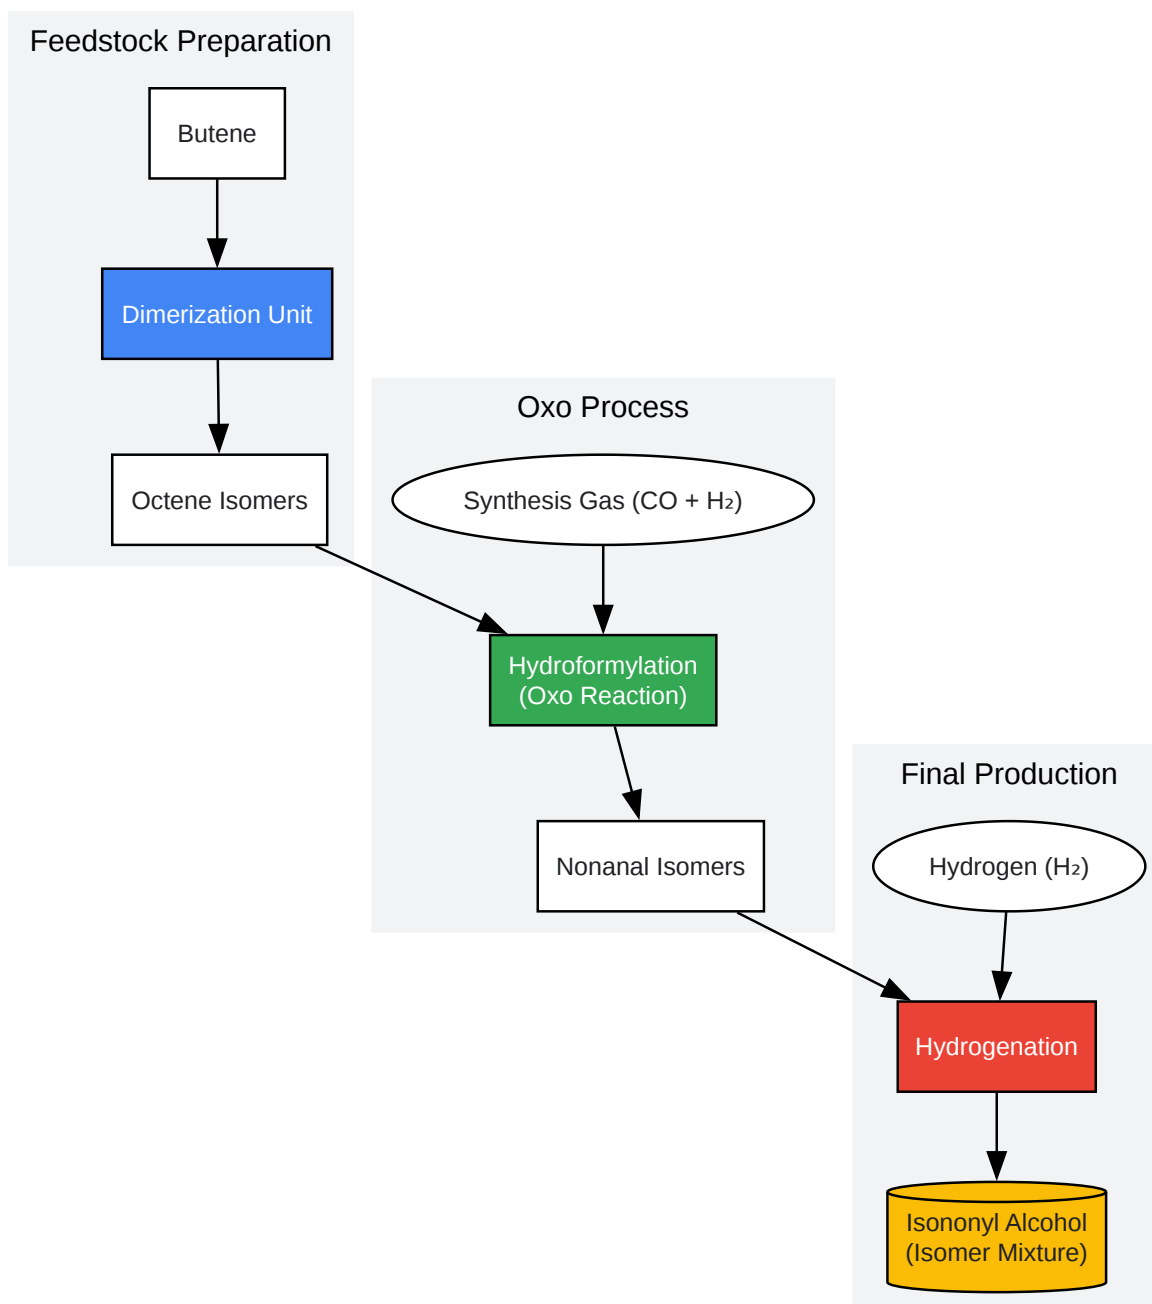 Feedstock Preparation
Butene
Dimerization Unit
Octene Isomers
Oxo Process
Synthesis Gas (CO + H₂)
Hydroformylation
(Oxo Reaction)
Nonanal Isomers
Final Production
Hydrogen (H₂)
Hydrogenation
Isononyl Alcohol
(Isomer Mixture)